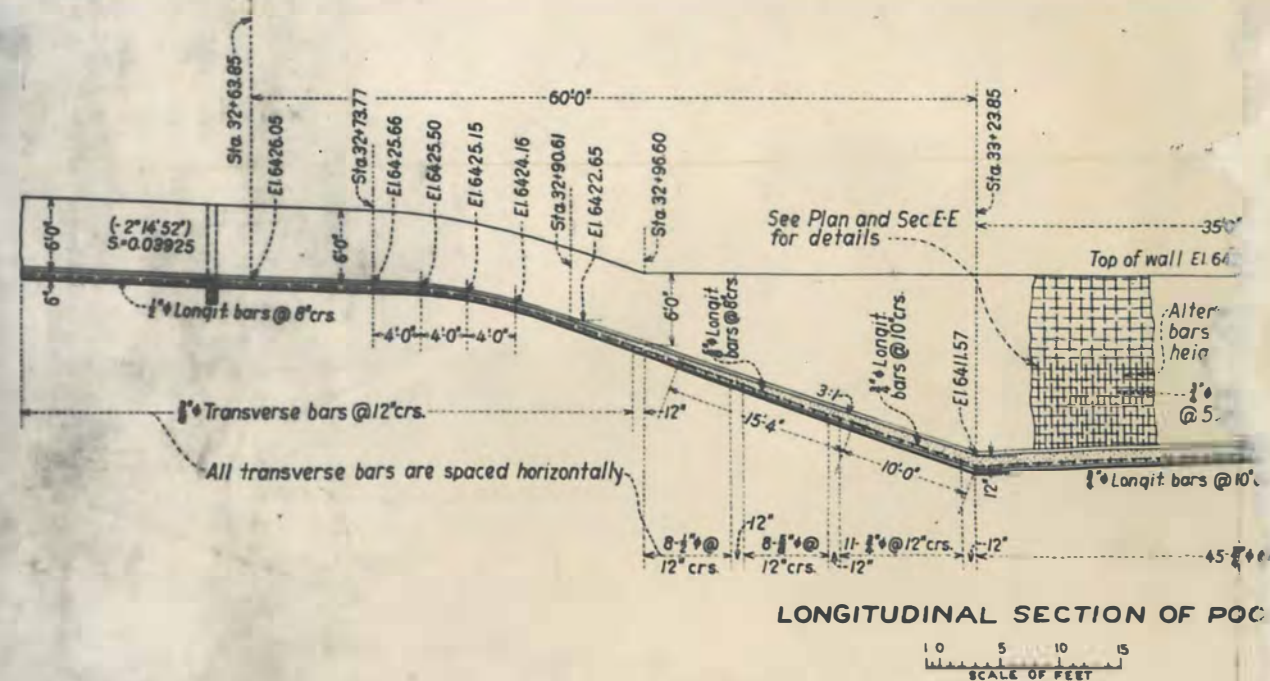 60'-0"
Sta. 32+63.85
El. 6426.05
Sta. 32+73.77
El. 6425.66
El. 6425.50
El. 6425.15
El. 6424.16
Sta. 32+90.61
El. 6422.65
Sta. 32+96.60
Sta. 33+23.85
35'-0"
See Plan and Sec E-E
for details
Top of wall El. 64
6'-0"
(-2°14'52")
S=0.03925
6'-0"
6'-0"
6"
Longit bars @ 8"crs.
4'-0"
4'-0"
4'-0"
Longit
bars @ 8"crs.
Longit
bars @ 10"crs.
El. 6411.57
Alter
bars
heig
@ 5
3:1
Transverse bars @ 12"crs.
12"
15'-4"
10'-0"
12"
Longit bars @ 10"
All transverse bars are spaced horizontally
12"
8- @
12"crs.
8- @
12"crs.
12"
11- @ 12"crs.
12"
45-
LONGITUDINAL SECTION OF POO
1 0 5 10 15
SCALE OF FEET